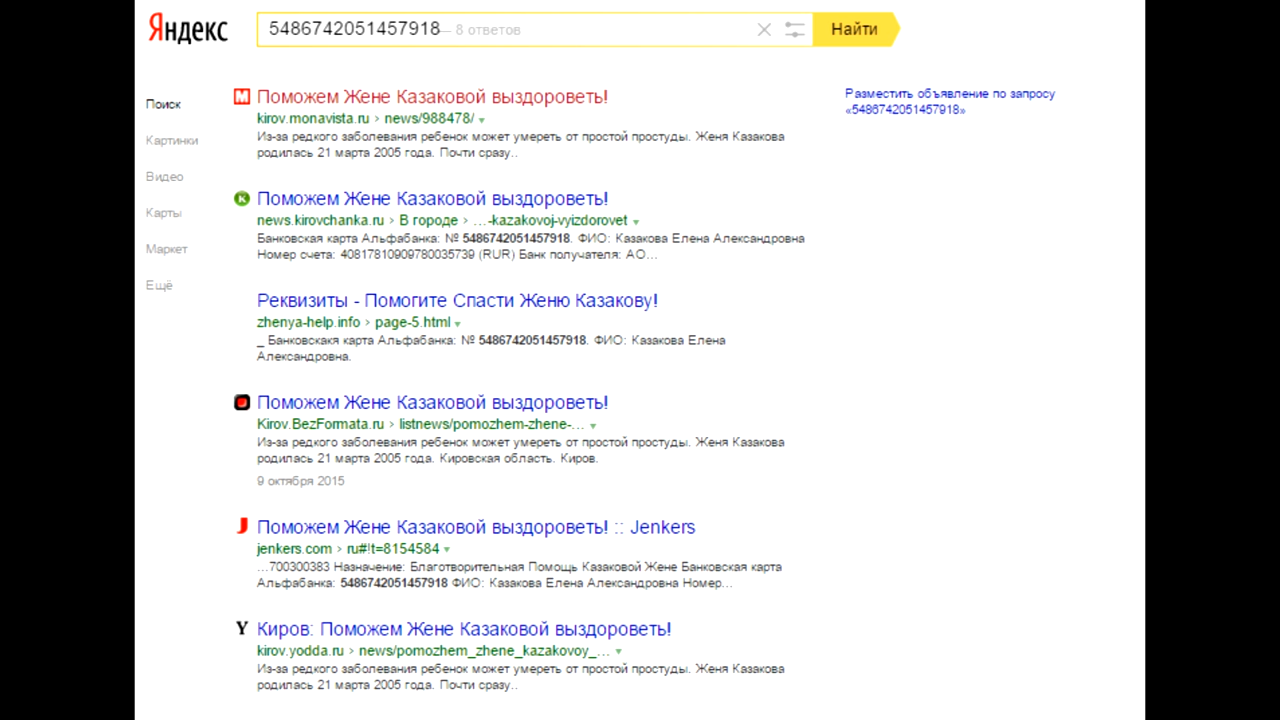 Яндекс
5486742051457918 — 8 ответов
Найти
Поиск
Картинки
Видео
Карты
Маркет
Ещё
Поможем Жене Казаковой выздороветь!
kirov.monavista.ru › news/988478/
Из-за редкого заболевания ребенок может умереть от простой простуды. Женя Казакова
родилась 21 марта 2005 года. Почти сразу..
Поможем Жене Казаковой выздороветь!
news.kirovchanka.ru › В городе › ...-kazakovoj-vyizdorovet
Банковская карта Альфабанка: № 5486742051457918. ФИО: Казакова Елена Александровна
Номер счета: 40817810909780035739 (RUR) Банк получателя: АО...
Реквизиты - Помогите Спасти Женю Казакову!
zhenya-help.info › page-5.html
_ Банковскакя карта Альфабанка: № 5486742051457918. ФИО: Казакова Елена
Александровна.
Поможем Жене Казаковой выздороветь!
Kirov.BezFormata.ru › listnews/pomozhem-zhene-...
Из-за редкого заболевания ребенок может умереть от простой простуды. Женя Казакова
родилась 21 марта 2005 года. Кировская область. Киров.
9 октября 2015
Поможем Жене Казаковой выздороветь! :: Jenkers
jenkers.com › ru#!t=8154584
...700300383 Назначение: Благотворительная Помощь Казаковой Жене Банковская карта
Альфабанка: 5486742051457918 ФИО: Казакова Елена Александровна Номер...
Киров: Поможем Жене Казаковой выздороветь!
kirov.yodda.ru › news/pomozhem_zhene_kazakovoy_...
Из-за редкого заболевания ребенок может умереть от простой простуды. Женя Казакова
родилась 21 марта 2005 года. Почти сразу..
Разместить объявление по запросу
«5486742051457918»